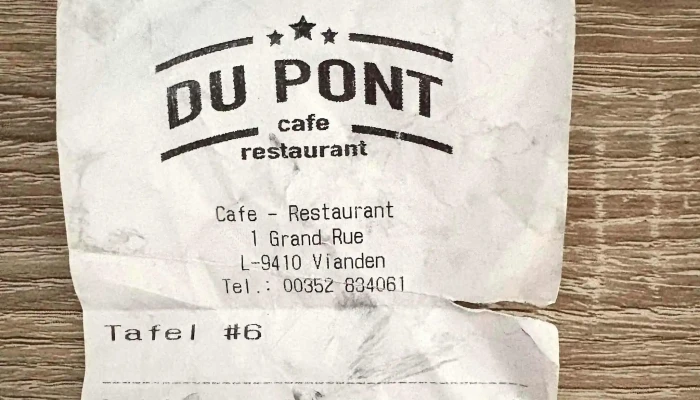 DU PONT
cafe
restaurant
Cafe - Restaurant
1 Grand Rue
L-9410 Vianden
Tel.: 00352 834061
Tafel #6